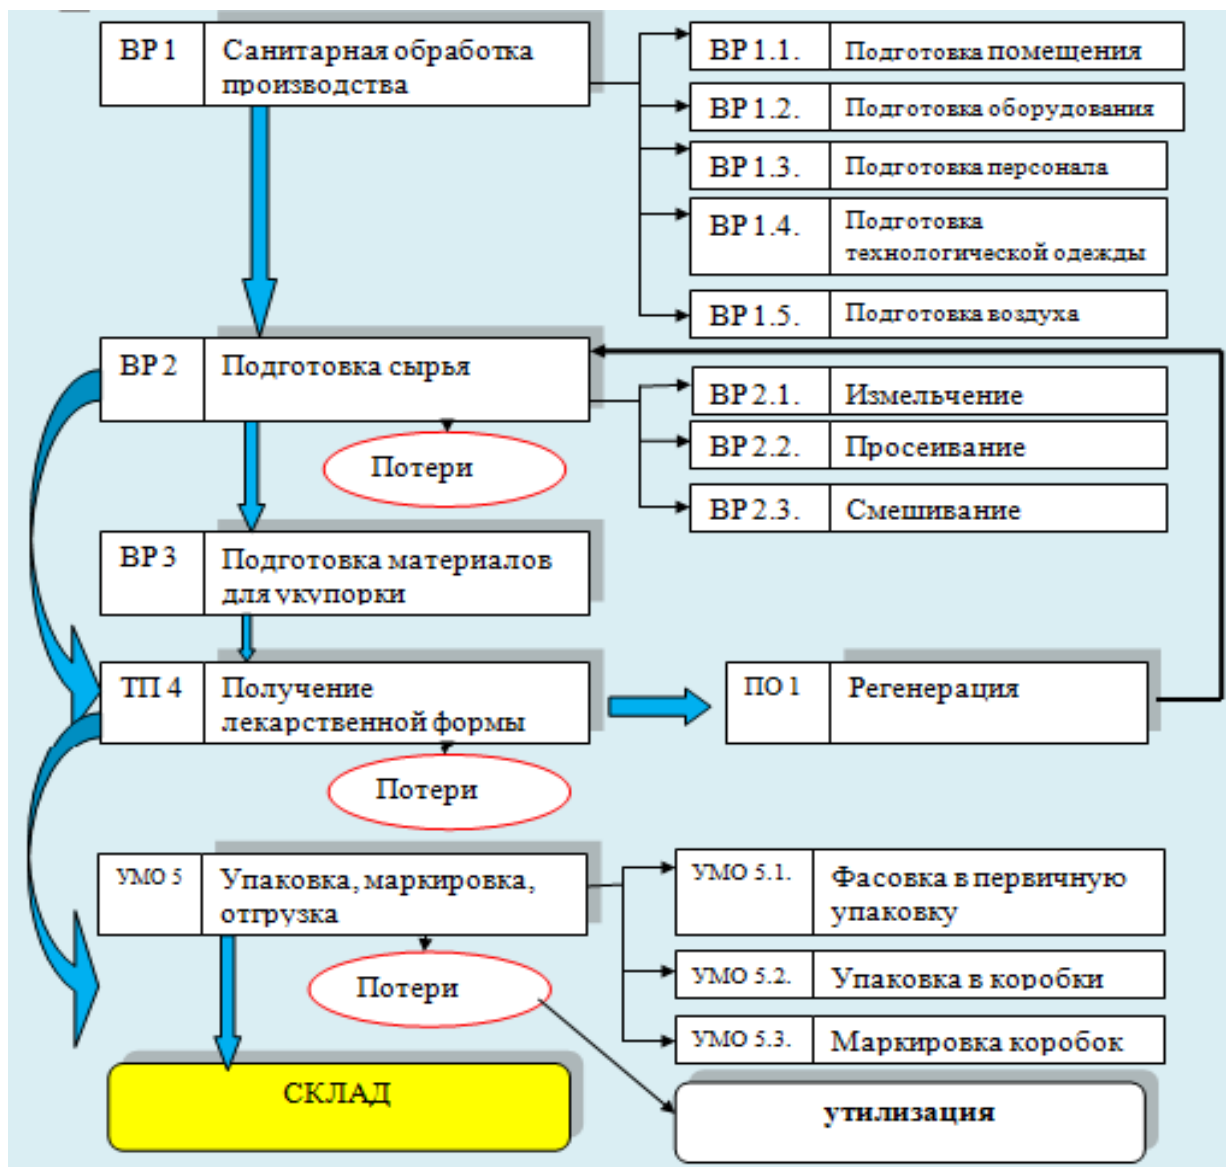 ВР 1
Санитарная обработка
производства
ВР 1.1.
Подготовка помещения
ВР 1.2.
Подготовка оборудования
ВР 1.3.
Подготовка персонала
ВР 1.4.
Подготовка
технологической одежды
ВР 1.5.
Подготовка воздуха
ВР 2
Подготовка сырья
ВР 2.1.
Измельчение
ВР 2.2.
Просеивание
ВР 2.3.
Смешивание
Потери
ВР 3
Подготовка материалов
для укупорки
ТП 4
Получение
лекарственной формы
ПО 1
Регенерация
Потери
УМО 5
Упаковка, маркировка,
отгрузка
УМО 5.1.
Фасовка в первичную
упаковку
УМО 5.2.
Упаковка в коробки
УМО 5.3.
Маркировка коробок
Потери
СКЛАД
утилизация